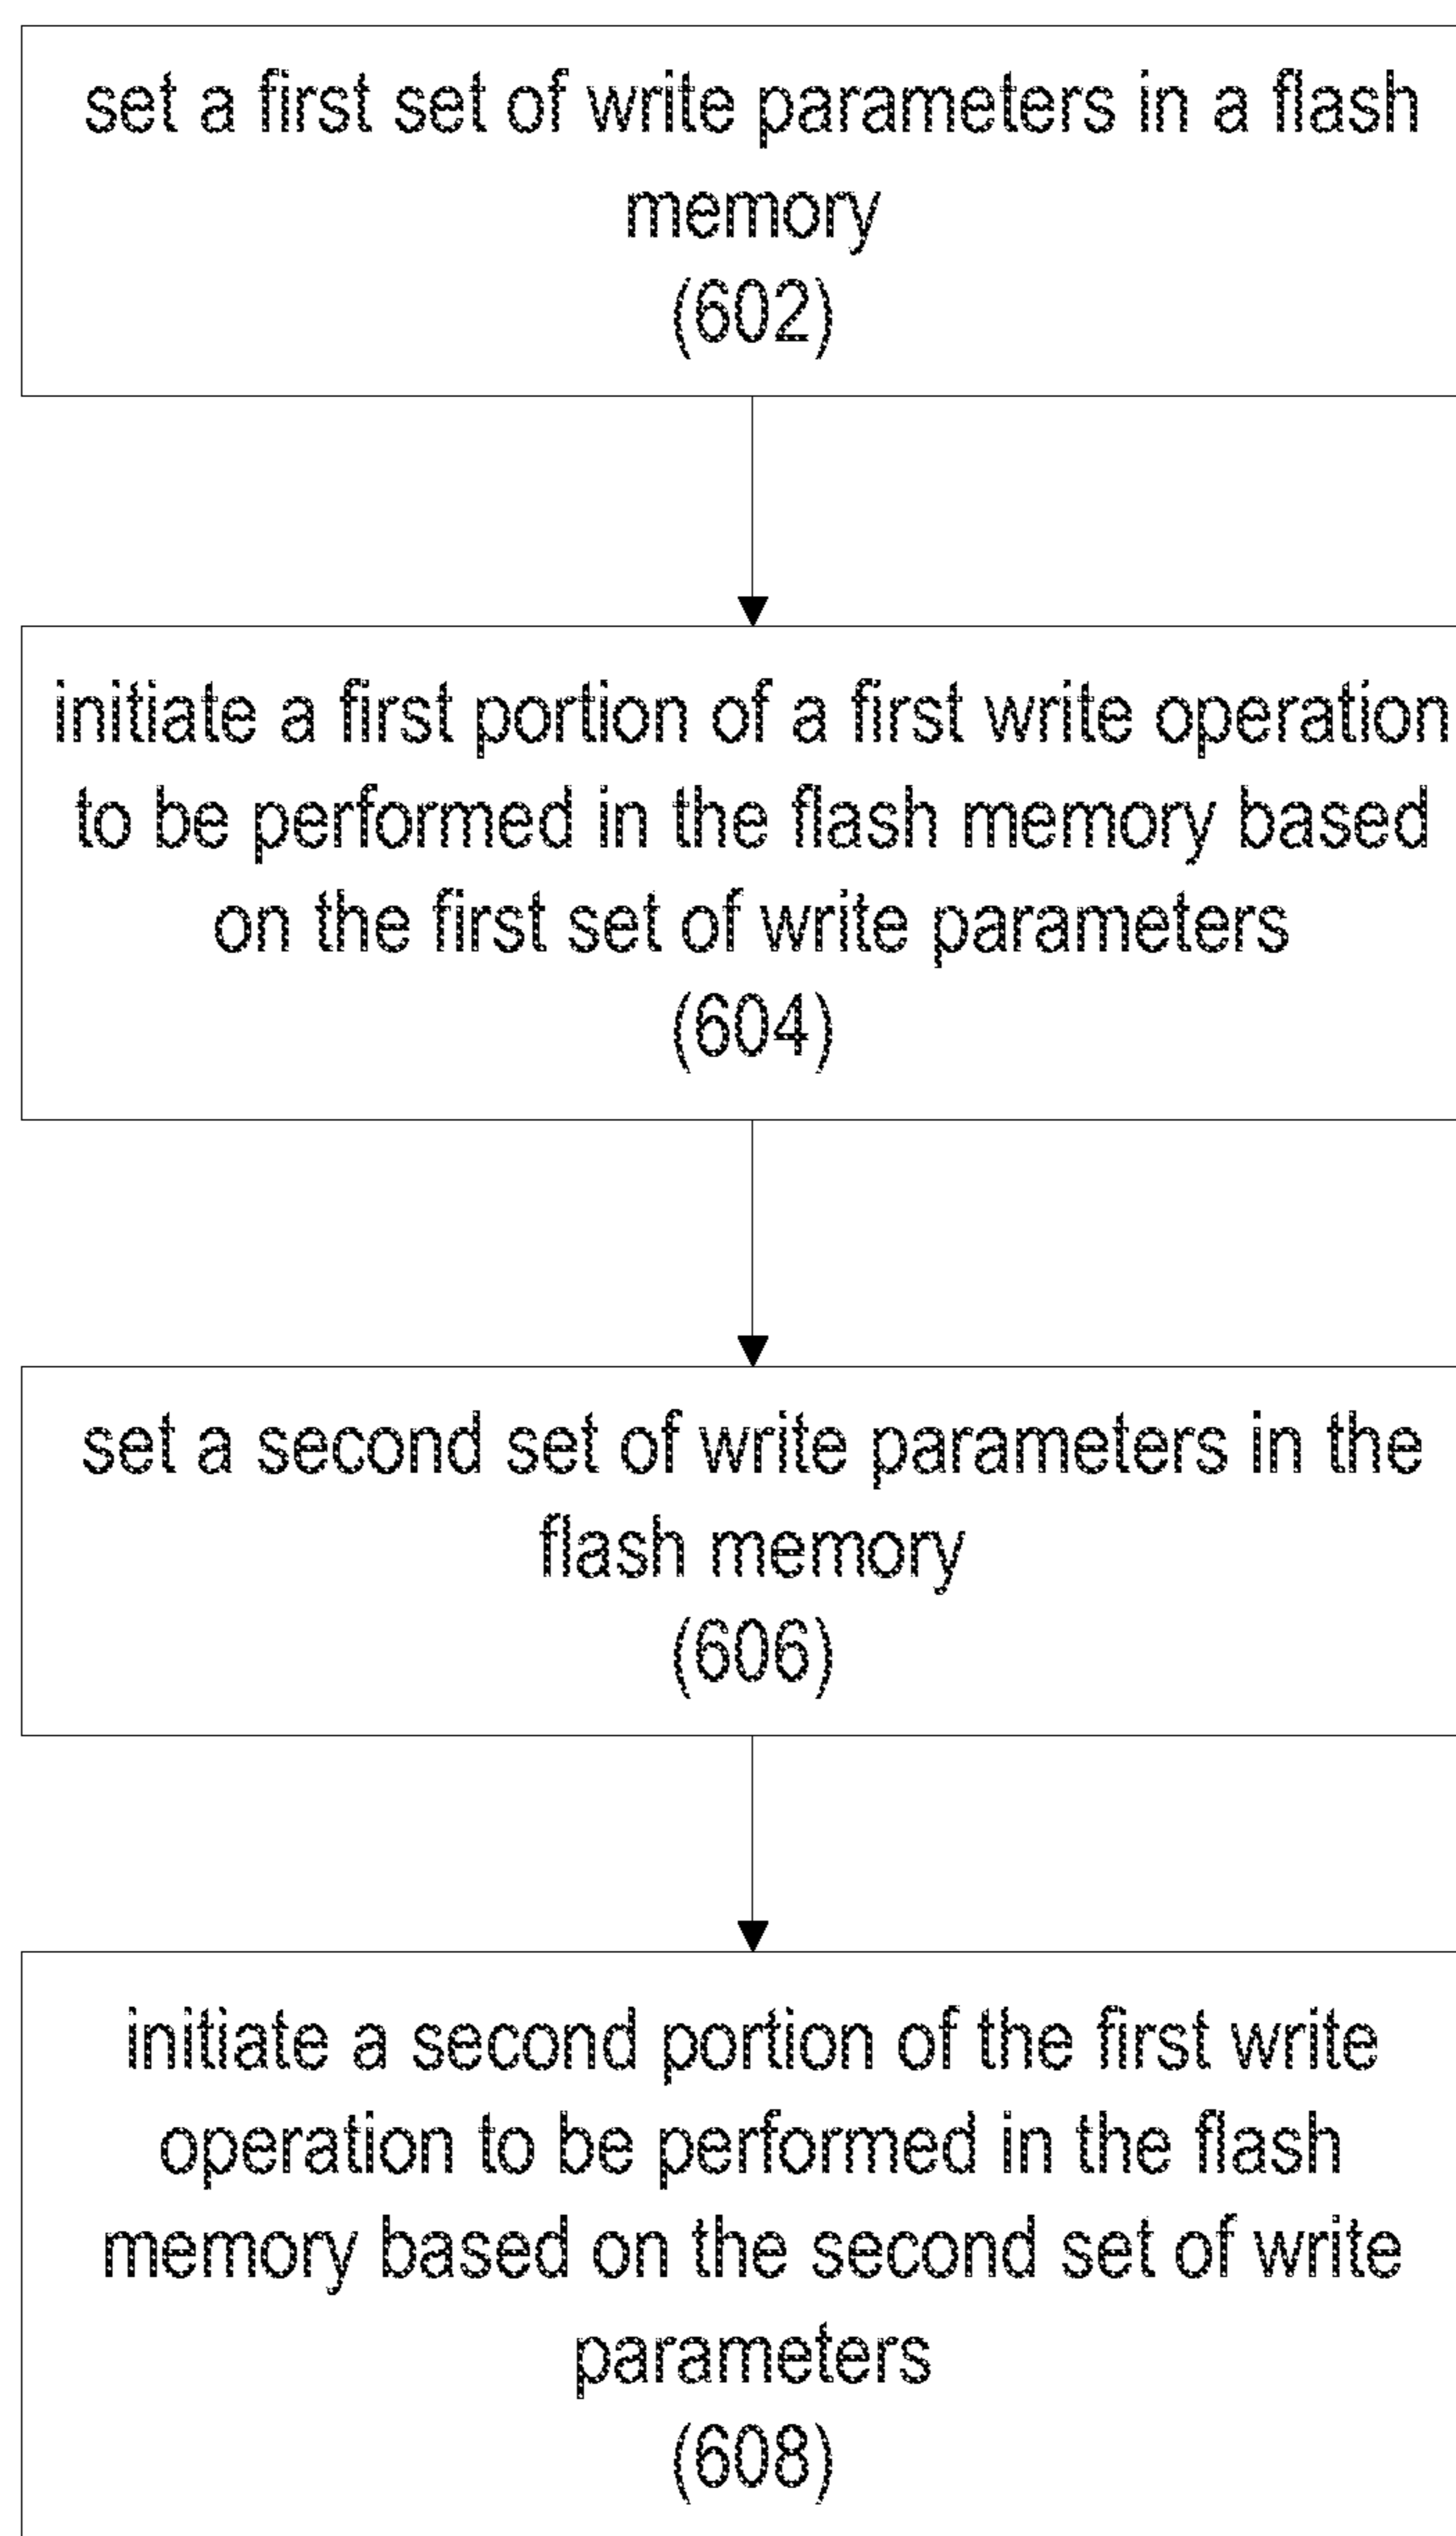 set a first set of write parameters in a flash
memory
(602)
initiate a first portion of a first write operation
to be performed in the flash memory based
on the first set of write parameters
(604)
set a second set of write parameters in the
flash memory
(606)
initiate a second portion of the first write
operation to be performed in the flash
memory based on the second set of write
parameters
(608)